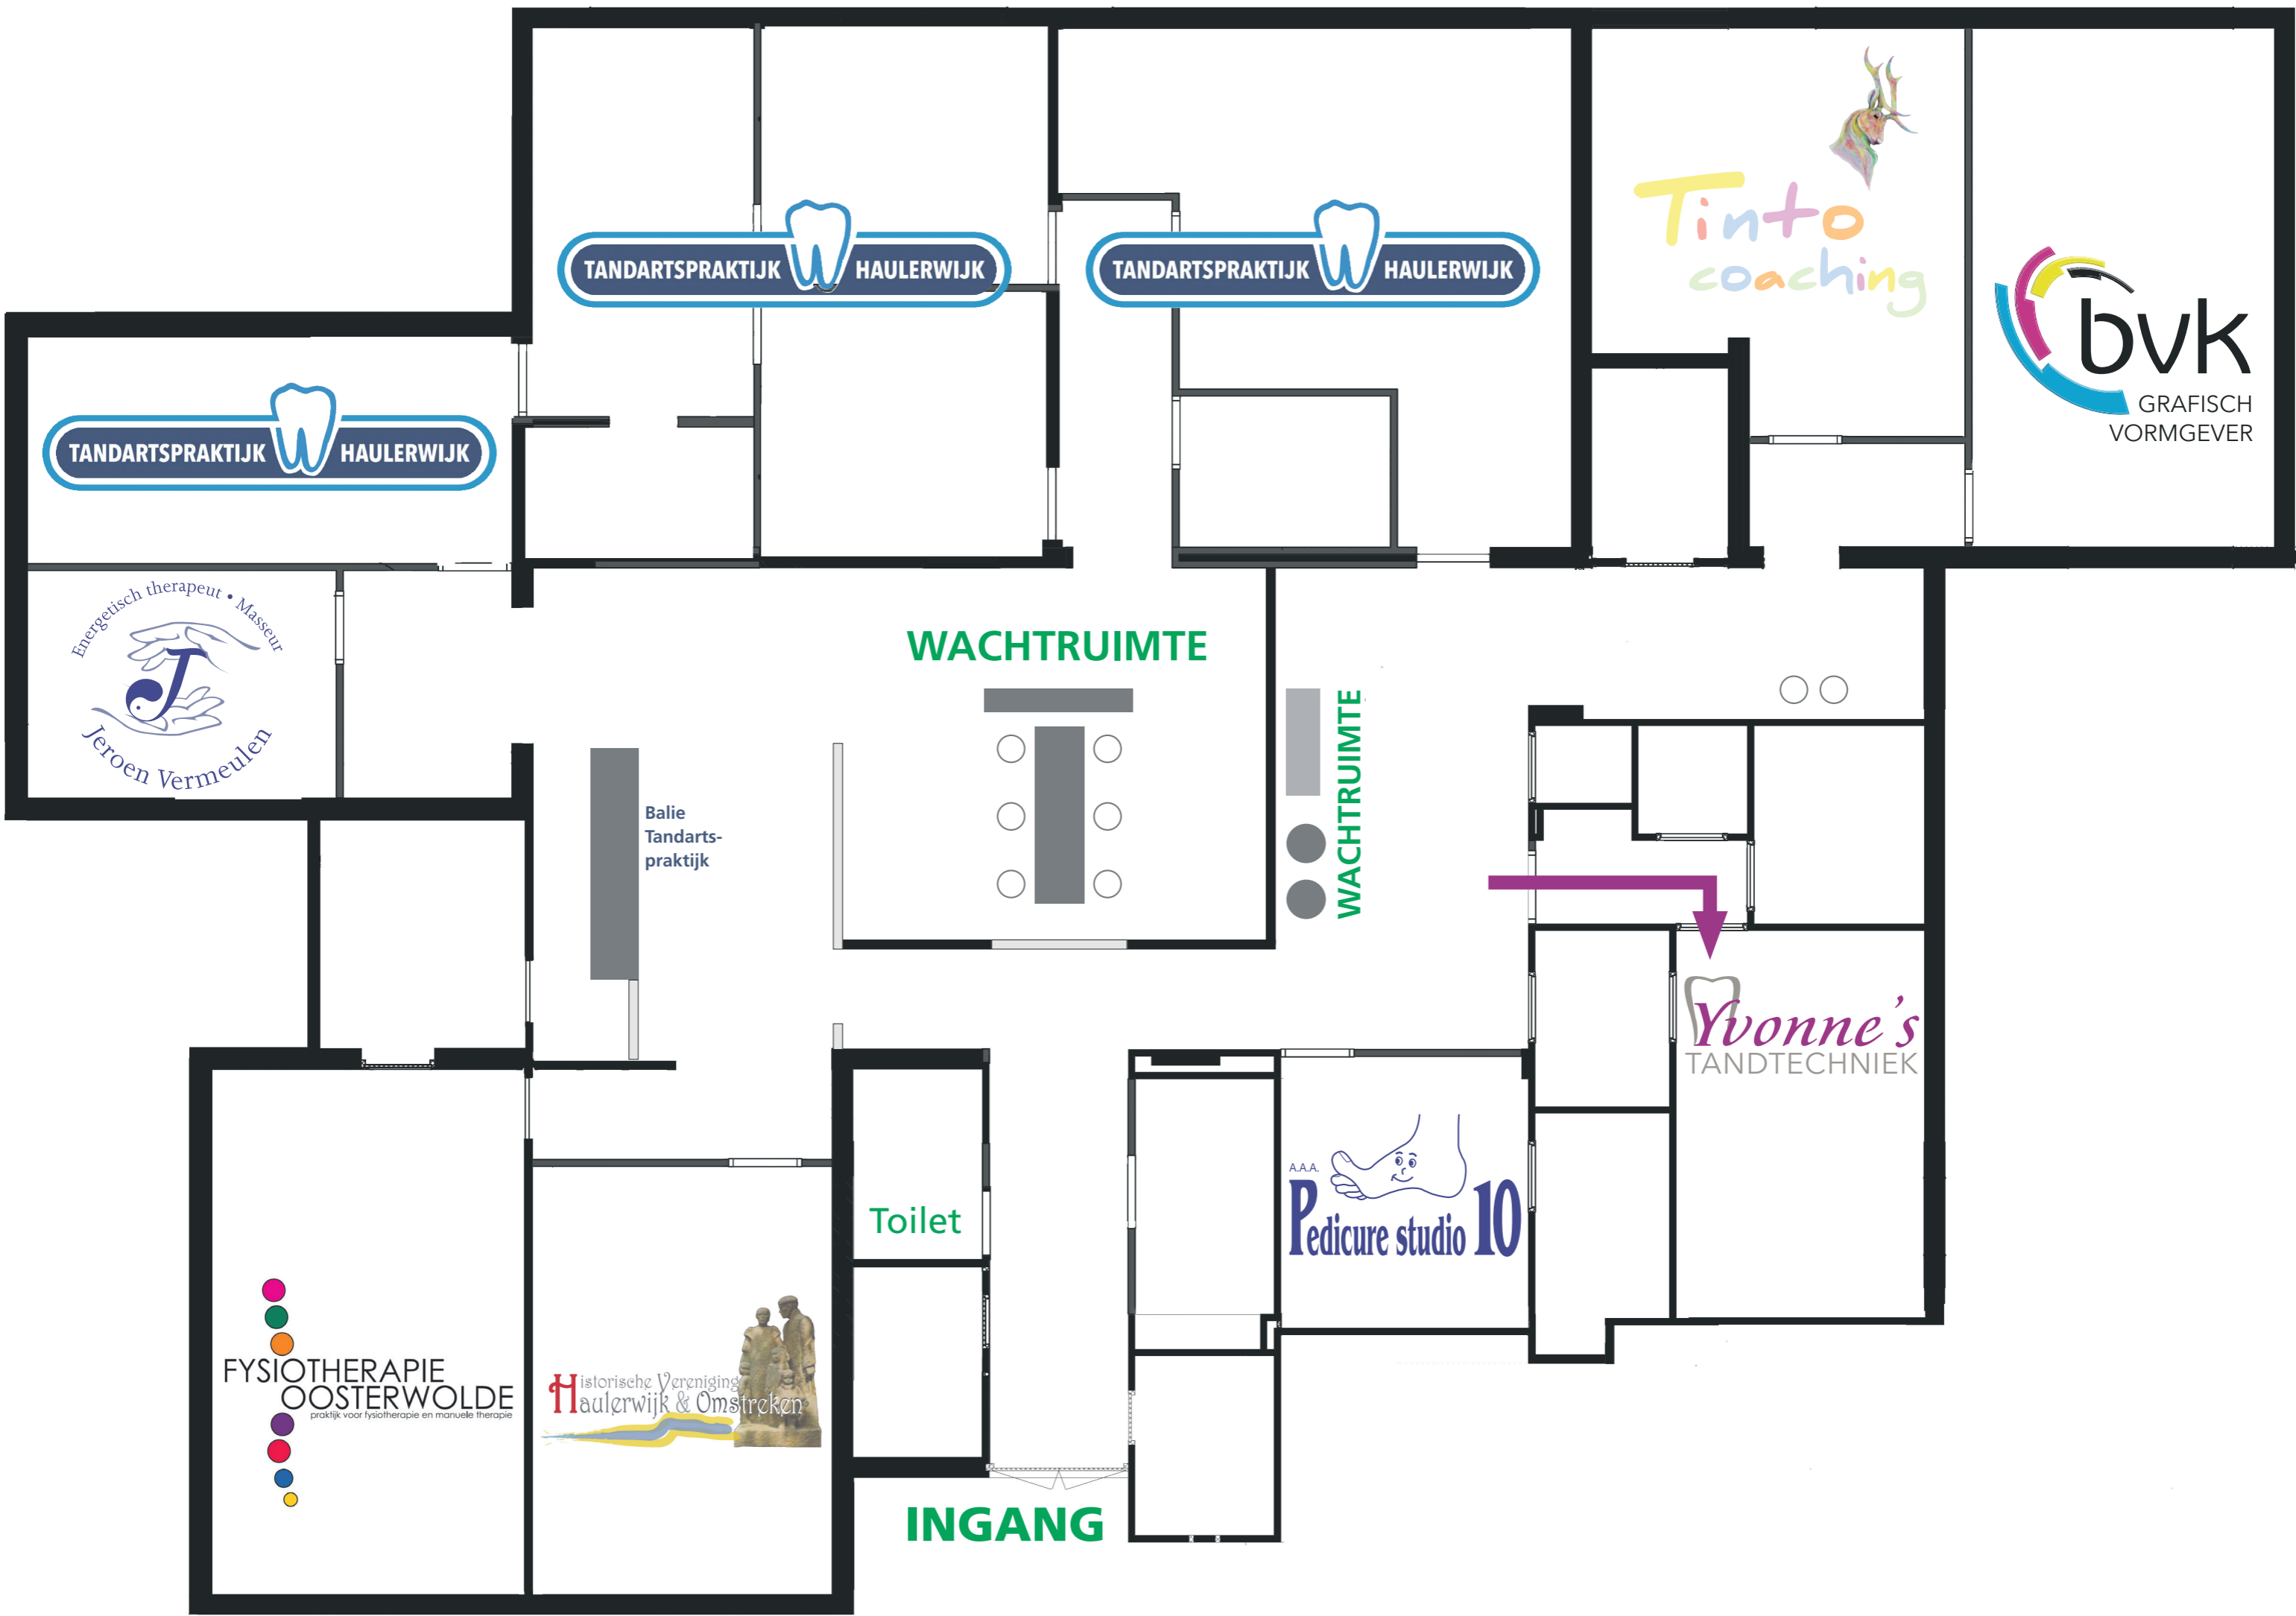 TANDARTSPRAKTIJK HAULERWIJK
TANDARTSPRAKTIJK HAULERWIJK
Tinto
coaching
bvk
GRAFISCH
VORMGEVER
TANDARTSPRAKTIJK HAULERWIJK
Energetisch therapeut • Masseur
J
Jeroen Vermeulen
WACHTRUIMTE
WACHTRUIMTE
Balie
Tandarts-
praktijk
Yvonne's
TANDTECHNIEK
A.A.A.
Pedicure studio 10
Toilet
FYSIOTHERAPIE
OOSTERWOLDE
praktijk voor fysiotherapie en manuele therapie
Historische Vereniging
Haulerwijk & Omstreken
INGANG